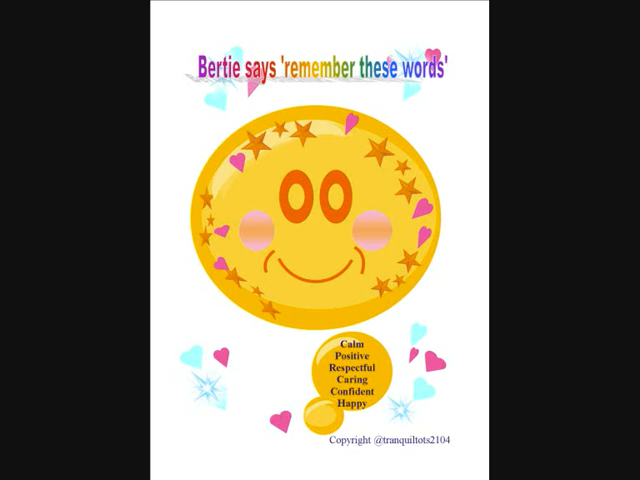 Bertie says 'remember these words'
Calm
Positive
Respectful
Caring
Confident
Happy
Copyright @tranquiltots2104